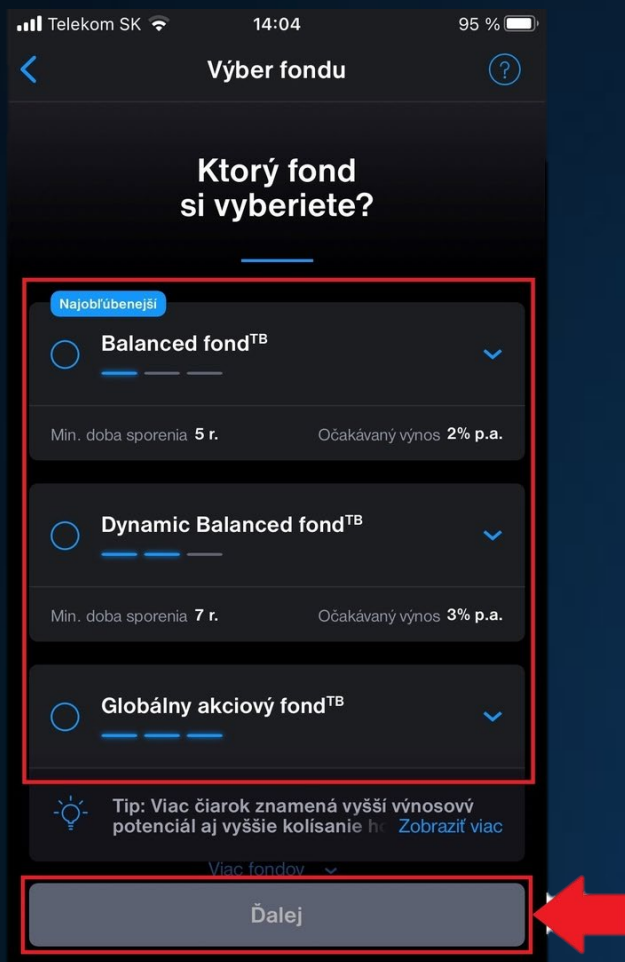 Telekom SK 14:04 95 %
Výber fondu ?
Ktorý fond
si vyberiete?
Najobľúbenejší
Balanced fondTB
Min. doba sporenia 5 r. Očakávaný výnos 2% p.a.
Dynamic Balanced fondTB
Min. doba sporenia 7 r. Očakávaný výnos 3% p.a.
Globálny akciový fondTB
Tip: Viac čiarok znamená vyšší výnosový
potenciál aj vyššie kolísanie Zobraziť viac
Viac fondov
Ďalej